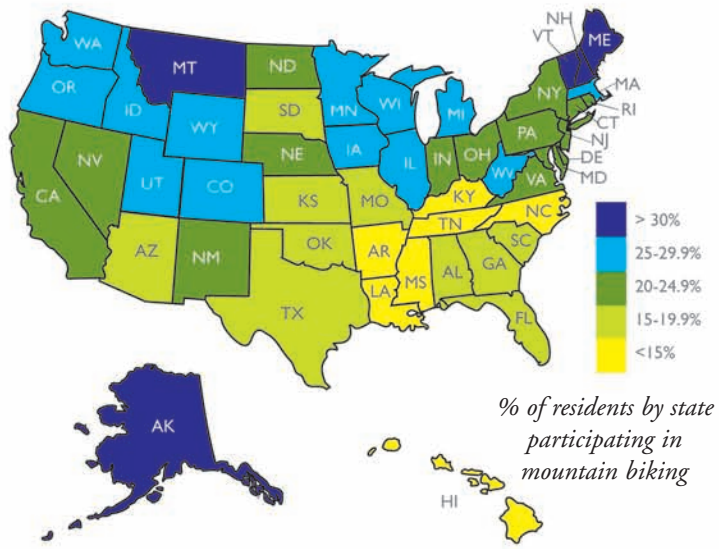 NH
VT
ME
WA
MT
ND
MN
OR
ID
SD
WI
MI
NY
MA
RI
CT
WY
IA
PA
NJ
NE
IL
IN
OH
DE
NV
UT
CO
WV
VA
MD
CA
KS
MO
KY
AZ
NM
OK
TN
NC
AR
SC
TX
LA
MS
AL
GA
FL
> 30%
25-29.9%
20-24.9%
15-19.9%
<15%
AK
HI
% of residents by state
participating in
mountain biking